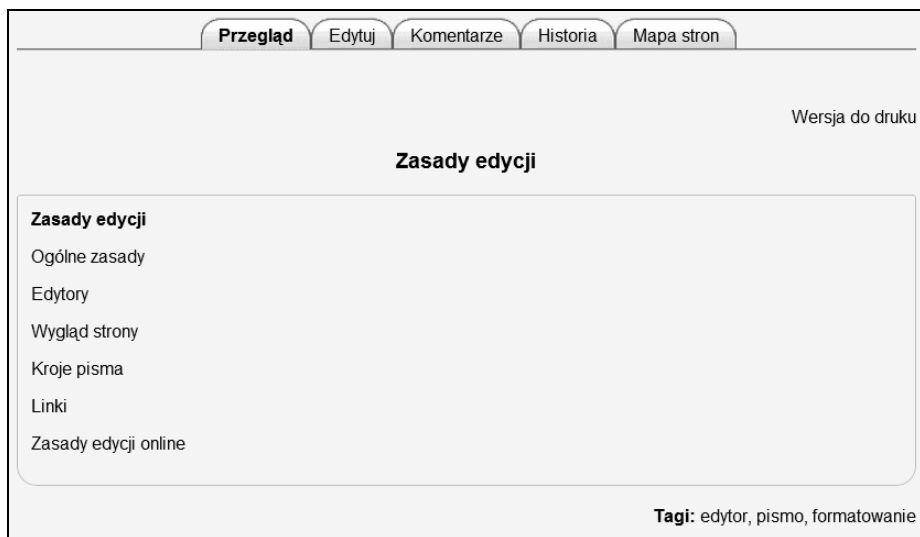 Przegląd Edytuj Komentarze Historia Mapa stron
Wersja do druku
Zasady edycji
Zasady edycji
Ogólne zasady
Edytory
Wygląd strony
Kroje pisma
Linki
Zasady edycji online
Tagi: edytor, pismo, formatowanie